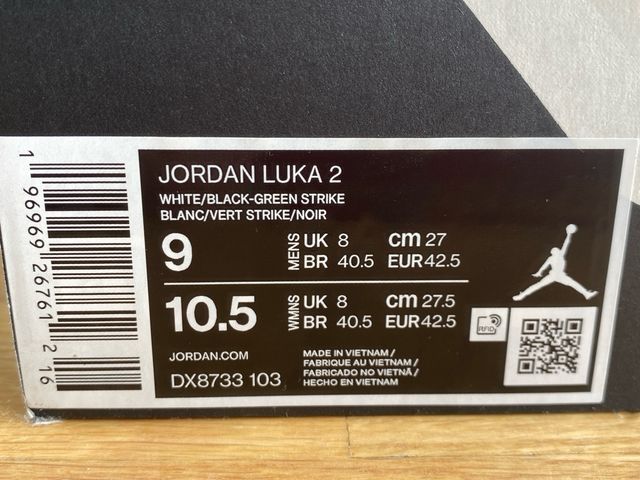 JORDAN LUKA 2
WHITE/BLACK-GREEN STRIKE
BLANC/VERT STRIKE/NOIR
9 MENS UK 8 cm 27
BR 40.5 EUR 42.5
10.5 WMNS UK 8 cm 27.5
BR 40.5 EUR 42.5
RFID
JORDAN.COM
DX8733 103
MADE IN VIETNAM /
FABRIQUE AU VIETNAM /
FABRICADO NO VIETNÃ /
HECHO EN VIETNAM
1 96969 26761 2 16